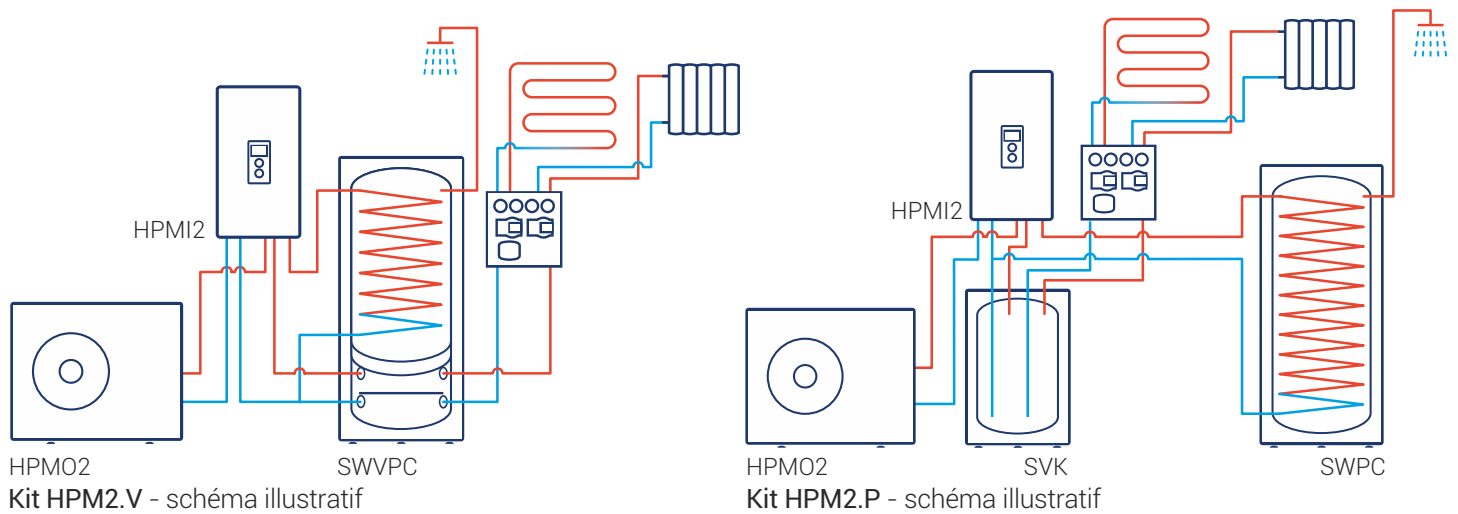 HPMI2
HPMO2
SWVPC
Kit HPM2.V - schéma illustratif
HPMI2
HPMO2
SVK
SWPC
Kit HPM2.P - schéma illustratif